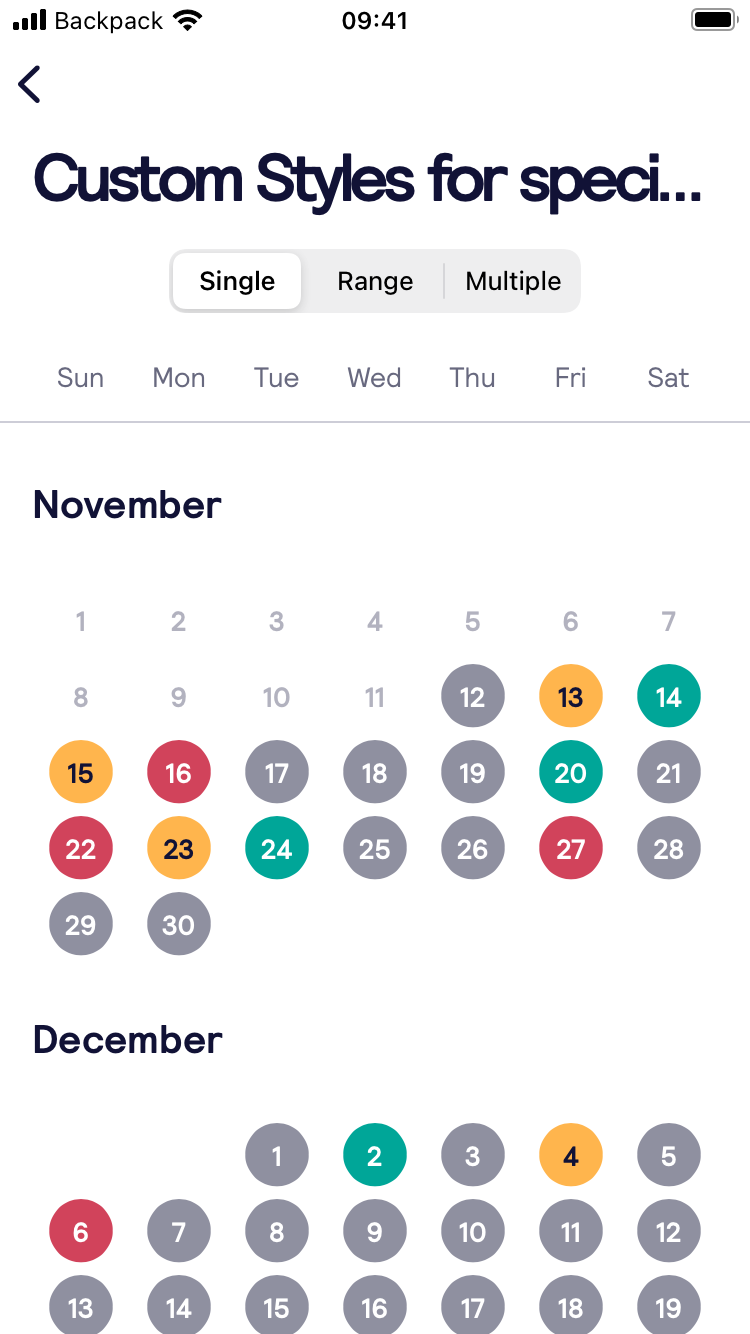 Backpack 09:41
Custom Styles for speci...
Single Range Multiple
Sun Mon Tue Wed Thu Fri Sat
November
1 2 3 4 5 6 7
8 9 10 11 12 13 14
15 16 17 18 19 20 21
22 23 24 25 26 27 28
29 30
December
1 2 3 4 5
6 7 8 9 10 11 12
13 14 15 16 17 18 19